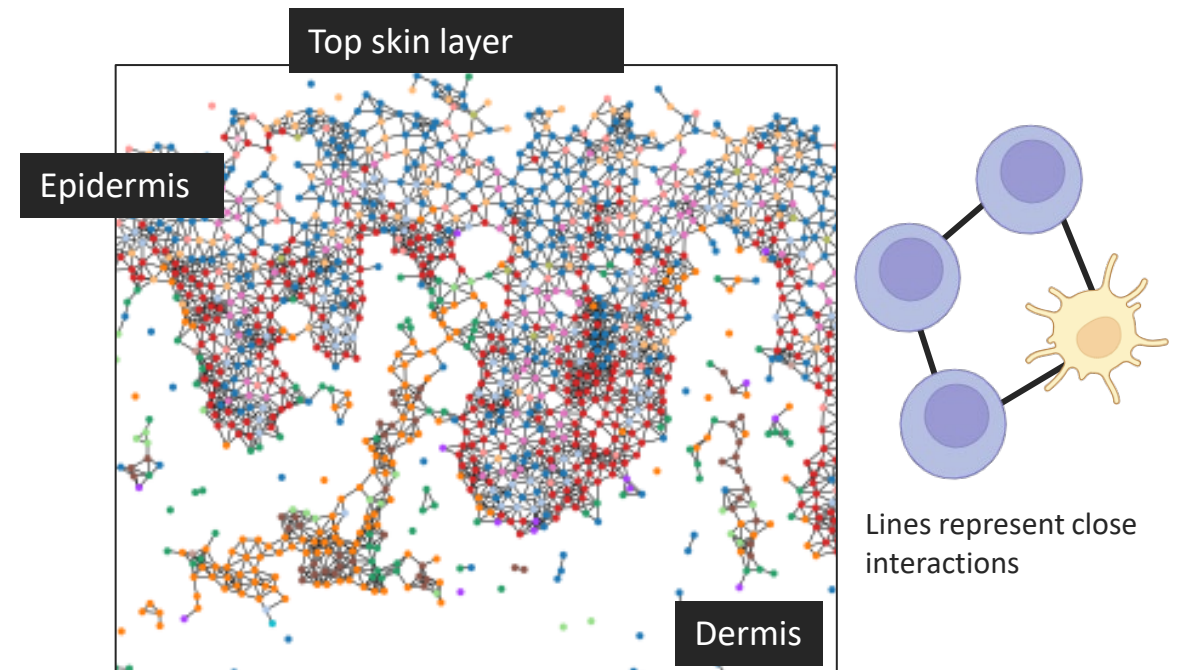 Top skin layer
Epidermis
Lines represent close
interactions
Dermis